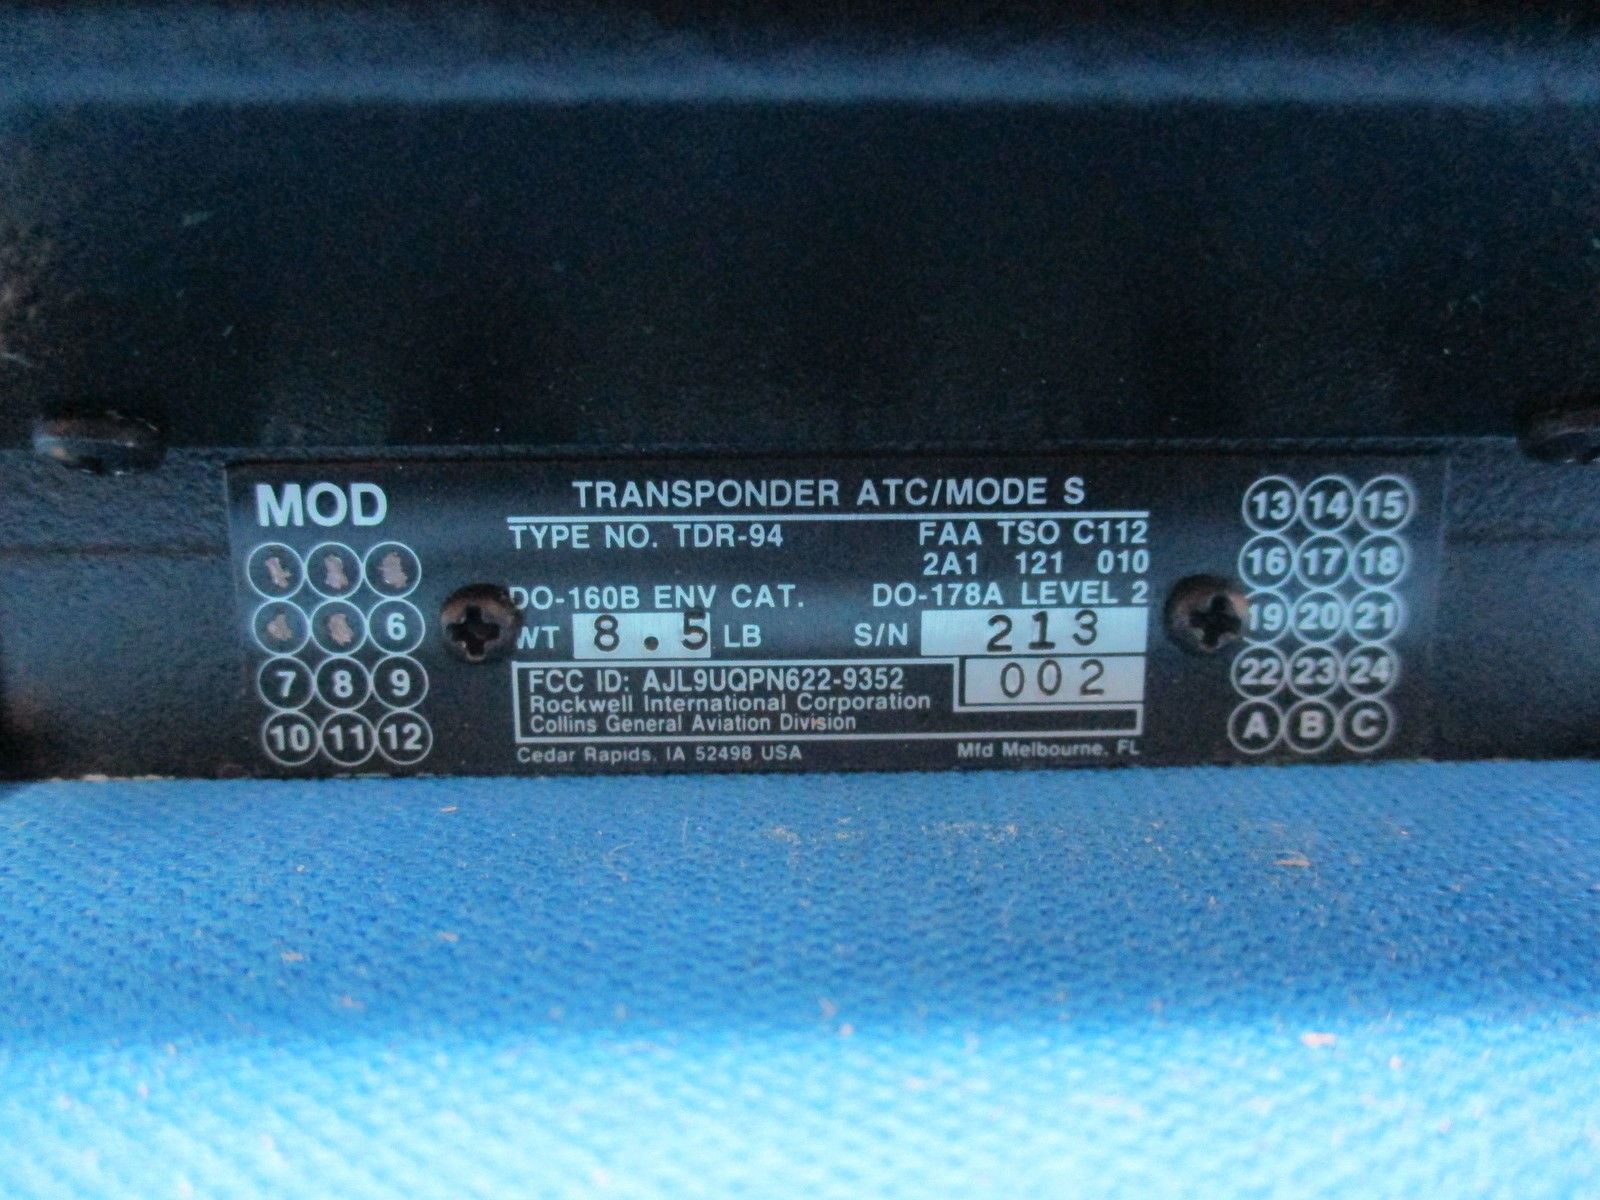 MOD
TRANSPONDER ATC/MODE S
TYPE NO. TDR-94 FAA TSO C112
2A1 121 010
DO-160B ENV CAT. DO-178A LEVEL 2
WT 8.5 LB S/N 213
002
FCC ID: AJL9UQPN622-9352
Rockwell International Corporation
Collins General Aviation Division
Cedar Rapids, IA 52498 USA Mfd Melbourne, FL
6
7 8 9
10 11 12
13 14 15
16 17 18
19 20 21
22 23 24
A B C